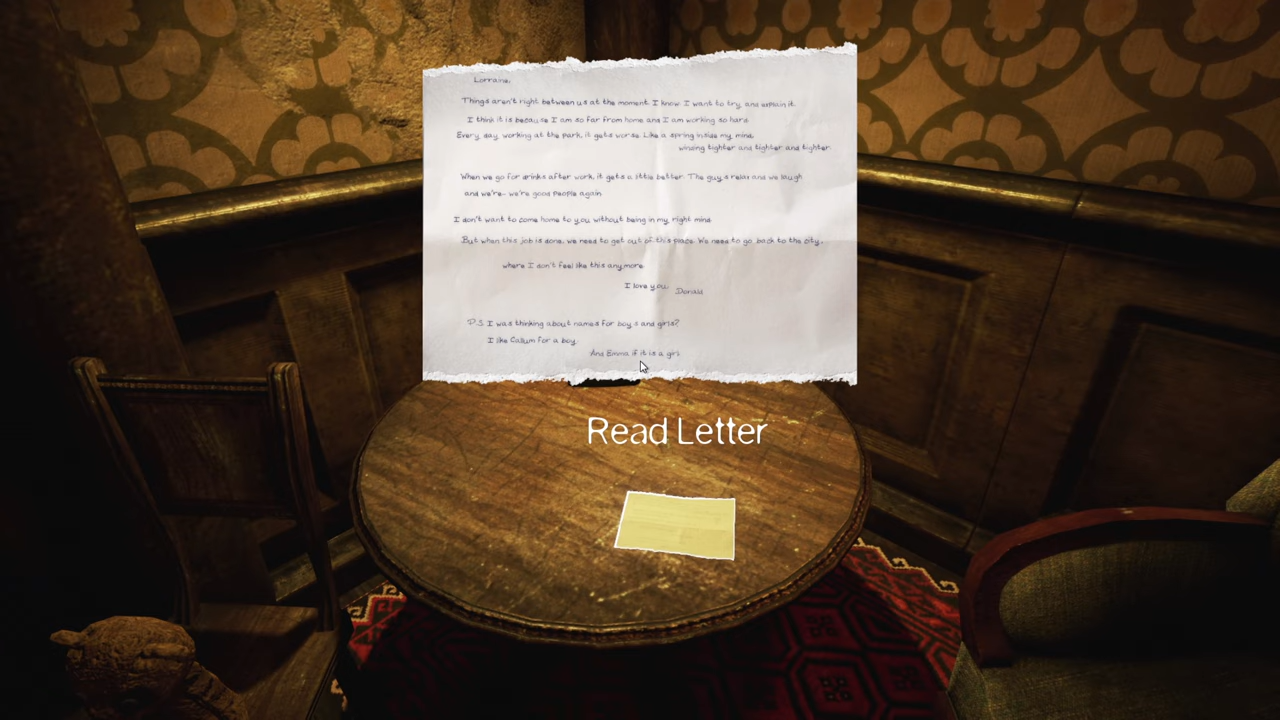 Lorraine,
Things aren't right between us at the moment. I know. I want to try and explain it.
I think it is because I am so far from home and I am working so hard.
Every day, working at the park, it gets worse. Like a spring inside my mind,
winding tighter and tighter and tighter.
When we go for drinks after work, it gets a little better. The guys relax and we laugh
and we're- we're good people again.
I don't want to come home to you without being in my right mind.
But when this job is done, we need to get out of this place. We need to go back to the city,
where I don't feel like this anymore.
I love you.
Donald
P.S I was thinking about names for boys and girls?
I like Callum for a boy.
And Emma if it is a girl.
Read Letter